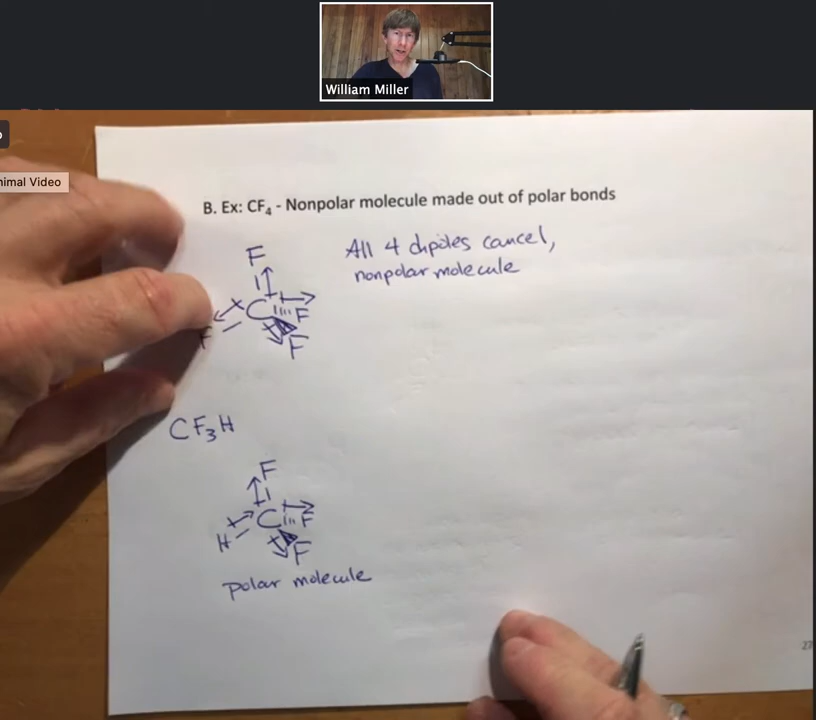 William Miller
nimal Video
B. Ex: CF₄ - Nonpolar molecule made out of polar bonds
All 4 dipoles cancel,
nonpolar molecule
F
C F
F
F
CF₃H
F
C F
H
F
polar molecule
27